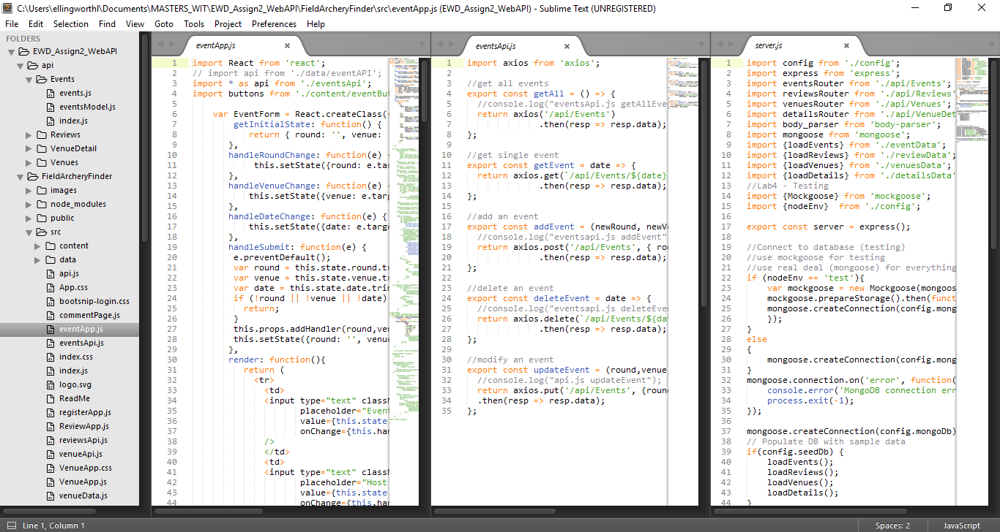 C:\Users\ellingworthl\Documents\MASTERS_WIT\EWD_Assign2_WebAPI\FieldArcheryFinder\src\eventApp.js (EWD_Assign2_WebAPI) - Sublime Text (UNREGISTERED)
File Edit Selection Find View Goto Tools Project Preferences Help
FOLDERS
EWD_Assign2_WebAPI
api
Events
events.js
eventsModel.js
index.js
Reviews
VenueDetail
Venues
FieldArcheryFinder
images
node_modules
public
src
content
data
api.js
App.css
bootsnip-login.css
commentPage.js
eventApp.js
eventsApi.js
index.css
index.js
logo.svg
ReadMe
registerApp.js
ReviewApp.js
reviewsApi.js
venueApi.js
VenueApp.css
VenueApp.js
venueData.js
eventApp.js
1 import React from 'react';
2 // import api from './data/eventAPI';
3 import * as api from './eventsApi';
4 import buttons from './content/eventBut
5
6 var EventForm = React.createClass(
7 getInitialState: function() {
8 return { round: '', venue:
9 },
10 handleRoundChange: function(e) {
11 this.setState({round: e.tar
12 },
13 handleVenueChange: function(e)
14 this.setState({venue: e.targ
15 },
16 handleDateChange: function(e) {
17 this.setState({date: e.targe
18 },
19 handleSubmit: function(e) {
20 e.preventDefault();
21 var round = this.state.round.tr
22 var venue = this.state.venue.tr
23 var date = this.state.date.trim
24 if (!round || !venue || !date)
25 return;
26 }
27 this.props.addHandler(round,ven
28 this.setState({round: '', venue
29 },
30 render: function(){
31 return (
32 <tr>
33 <td>
34 <input type="text" classN
35 placeholder="Even
36 value={this.state
37 onChange={this.han
38 />
39 </td>
40 <td>
41 <input type="text" classN
42 placeholder="Host
43 value={this.state
44 onChange={this.han
eventsApi.js
1 import axios from 'axios';
2
3 //get all events
4 export const getAll = () => {
5 //console.log("eventsApi.js getAllEve
6 return axios('/api/Events')
7 .then(resp => resp.data);
8 };
9
10 //get single event
11 export const getEvent = date => {
12 return axios.get(`/api/Events/${date}
13 .then(resp => resp.data);
14 };
15
16 //add an event
17 export const addEvent = (newRound, newV
18 //console.log("eventsapi.js addEvent"
19 return axios.post('/api/Events', { rou
20 .then(resp => resp.data);
21 };
22
23 //delete an event
24 export const deleteEvent = date => {
25 //console.log("eventsapi.js deleteEve
26 return axios.delete(`/api/Events/${da
27 .then(resp => resp.data);
28 };
29
30 //modify an event
31 export const updateEvent = (round,venue
32 //console.log("api.js updateEvent");
33 return axios.put('/api/Events', {roun
34 .then(resp => resp.data);
35 };
server.js
1 import config from './config';
2 import express from 'express';
3 import eventsRouter from './api/Events';
4 import reviewsRouter from './api/Reviews'
5 import venuesRouter from './api/Venues';
6 import detailsRouter from './api/VenueDet
7 import body_parser from 'body-parser';
8 import mongoose from 'mongoose';
9 import {loadEvents} from './eventData';
10 import {loadReviews} from './reviewData';
11 import {loadVenues} from './venuesData';
12 import {loadDetails} from './detailsData'
13 //Lab4 - Testing
14 import {Mockgoose} from 'mockgoose';
15 import {nodeEnv} from './config';
16
17 export const server = express();
18
19 //Connect to database (testing)
20 //use mockgoose for testing
21 //use real deal (mongoose) for everything
22 if (nodeEnv == 'test'){
23 var mockgoose = new Mockgoose(mongoos
24 mockgoose.prepareStorage().then(funct
25 mongoose.createConnection(config.mong
26 });
27 }
28 else
29 {
30 mongoose.createConnection(config.mong
31 }
32 mongoose.connection.on('error', function(
33 console.error('MongoDB connection err
34 process.exit(-1);
35 });
36
37 mongoose.createConnection(config.mongoDb)
38 // Populate DB with sample data
39 if(config.seedDb) {
40 loadEvents();
41 loadReviews();
42 loadVenues();
43 loadDetails();
44 }
Line 1, Column 1
Spaces: 2
JavaScript